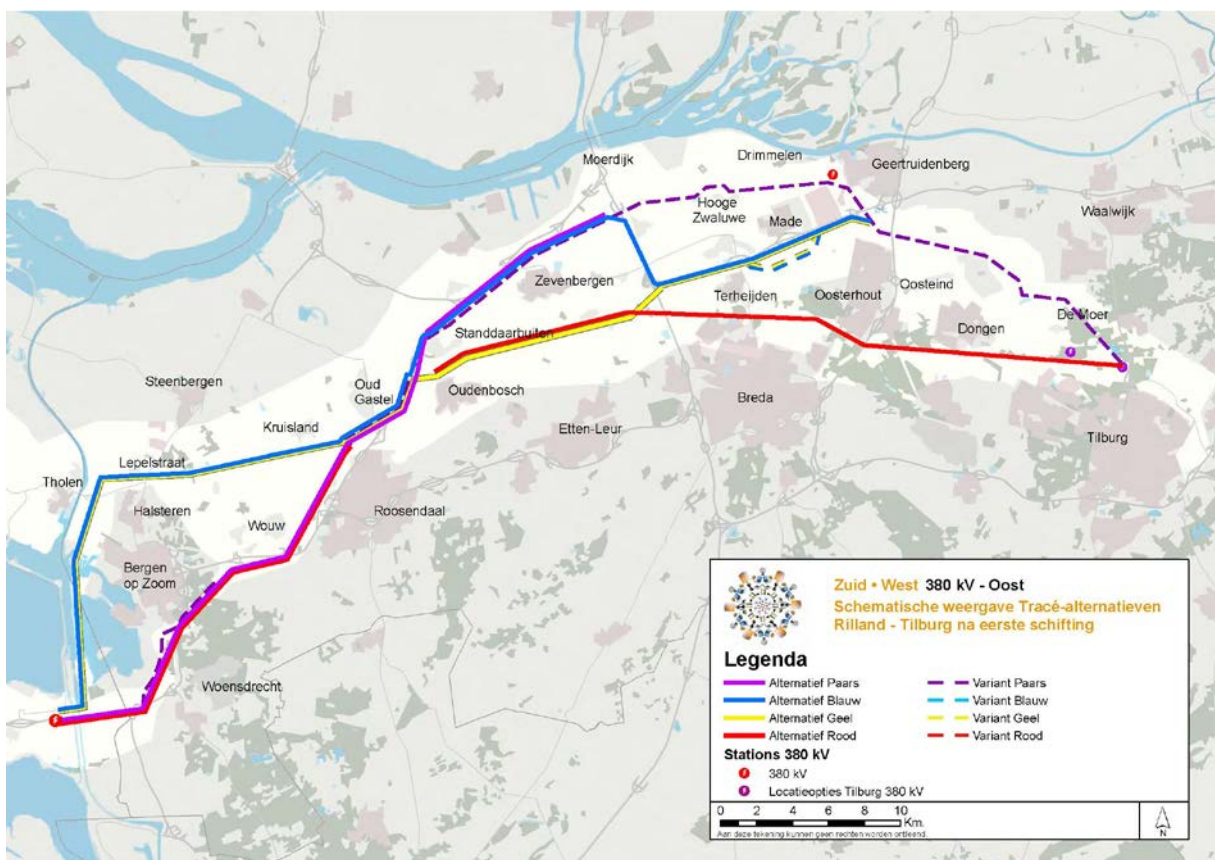 Drimmelen
Moerdijk
Geertruidenberg
Hooge
Zwaluwe
Waalwijk
Made
Zevenbergen
Oosteind
Terheijden
Oosterhout
De Moer
Standdaarbuiten
Dongen
Steenbergen
Oud
Gastel
Oudenbosch
Breda
Kruisland
Etten-Leur
Tilburg
Lepelstraat
Tholen
Halsteren
Wouw
Roosendaal
Bergen
op Zoom
Woensdrecht
Zuid • West 380 kV - Oost
Schematische weergave Tracé-alternatieven
Rilland - Tilburg na eerste schifting
Legenda
Alternatief Paars
Variant Paars
Alternatief Blauw
Variant Blauw
Alternatief Geel
Variant Geel
Alternatief Rood
Variant Rood
Stations 380 kV
380 kV
Locatieopties Tilburg 380 kV
0 2 4 6 8 10
Km.
Aan deze tekening kunnen geen rechten worden ontleend.
N